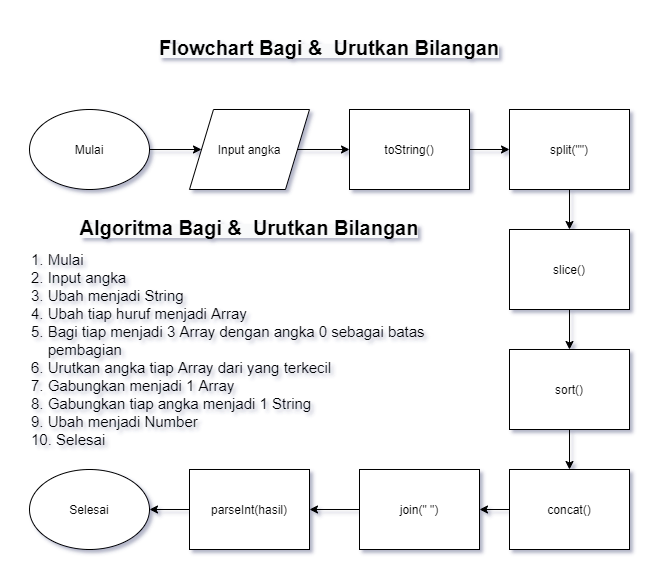 Flowchart Bagi & Urutkan Bilangan
Mulai
Input angka
toString()
split("")
slice()
sort()
concat()
join(" ")
parseInt(hasil)
Selesai
Algoritma Bagi & Urutkan Bilangan
1. Mulai
2. Input angka
3. Ubah menjadi String
4. Ubah tiap huruf menjadi Array
5. Bagi tiap menjadi 3 Array dengan angka 0 sebagai batas
pembagian
6. Urutkan angka tiap Array dari yang terkecil
7. Gabungkan menjadi 1 Array
8. Gabungkan tiap angka menjadi 1 String
9. Ubah menjadi Number
10. Selesai